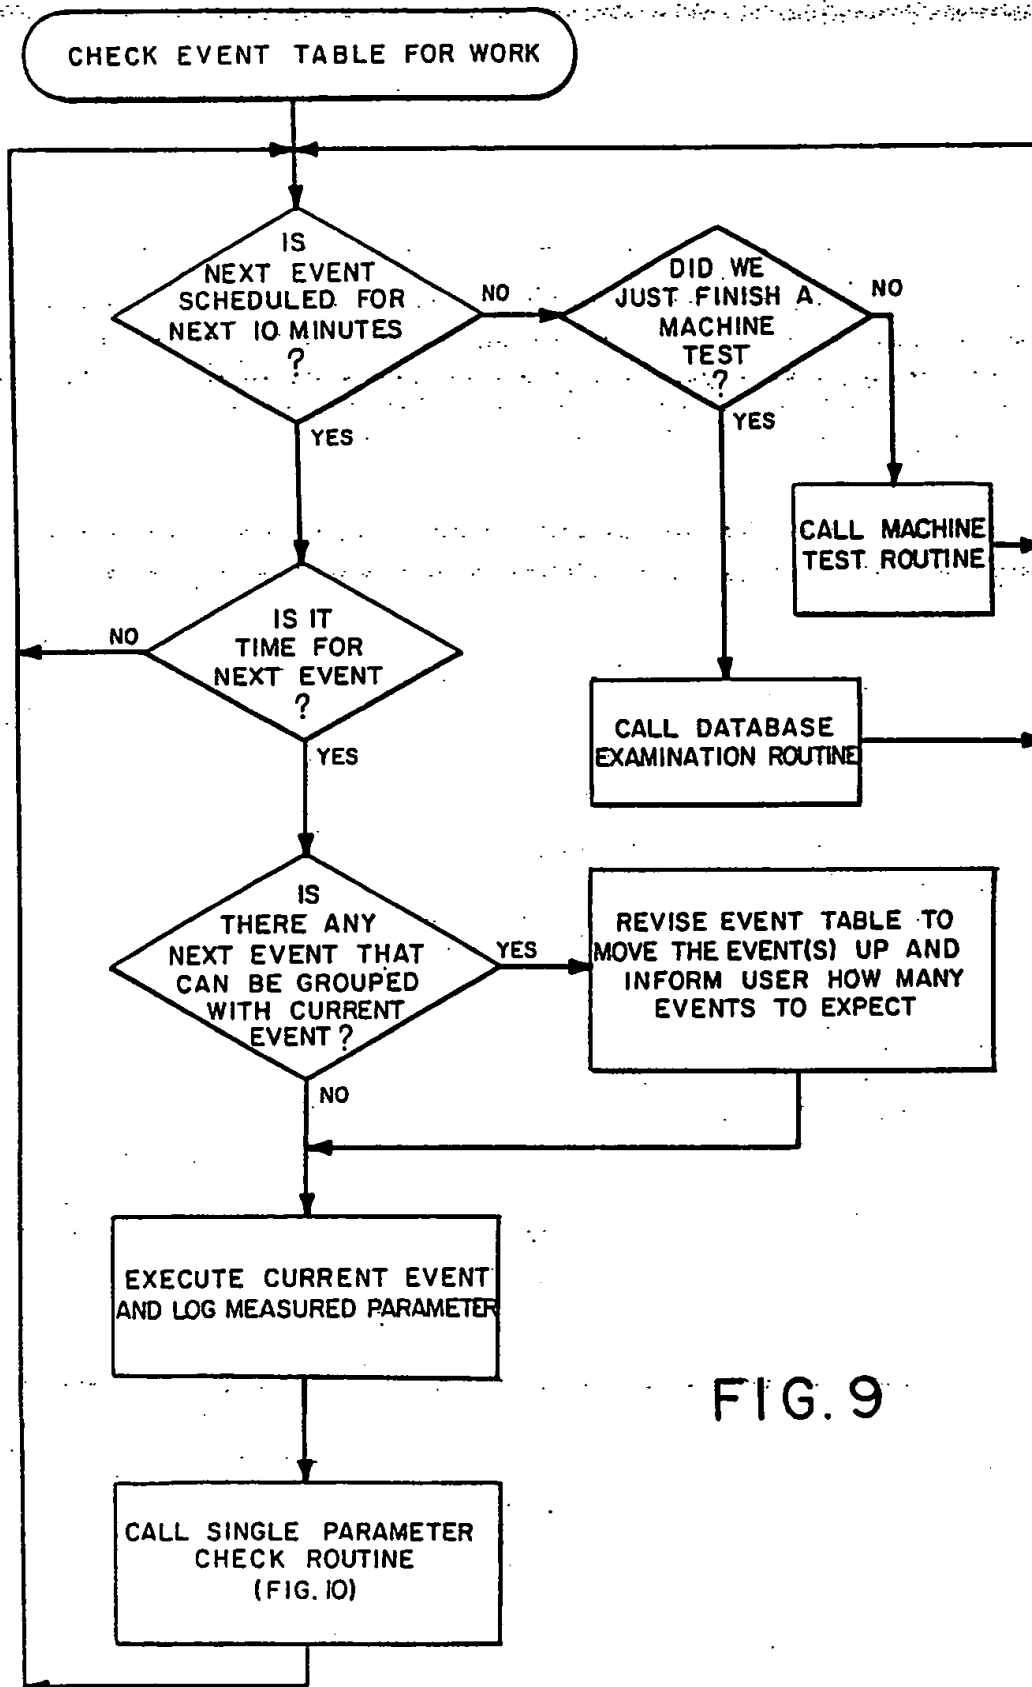 CHECK EVENT TABLE FOR WORK
IS
NEXT EVENT
SCHEDULED FOR
NEXT 10 MINUTES
?
NO
DID WE
JUST FINISH A
MACHINE
TEST
?
NO
YES
YES
CALL MACHINE
TEST ROUTINE
IS IT
TIME FOR
NEXT EVENT
?
NO
YES
CALL DATABASE
EXAMINATION ROUTINE
IS
THERE ANY
NEXT EVENT THAT
CAN BE GROUPED
WITH CURRENT
EVENT?
YES
NO
REVISE EVENT TABLE TO
MOVE THE EVENT(S) UP AND
INFORM USER HOW MANY
EVENTS TO EXPECT
EXECUTE CURRENT EVENT
AND LOG MEASURED PARAMETER
FIG. 9
CALL SINGLE PARAMETER
CHECK ROUTINE
(FIG. 10)